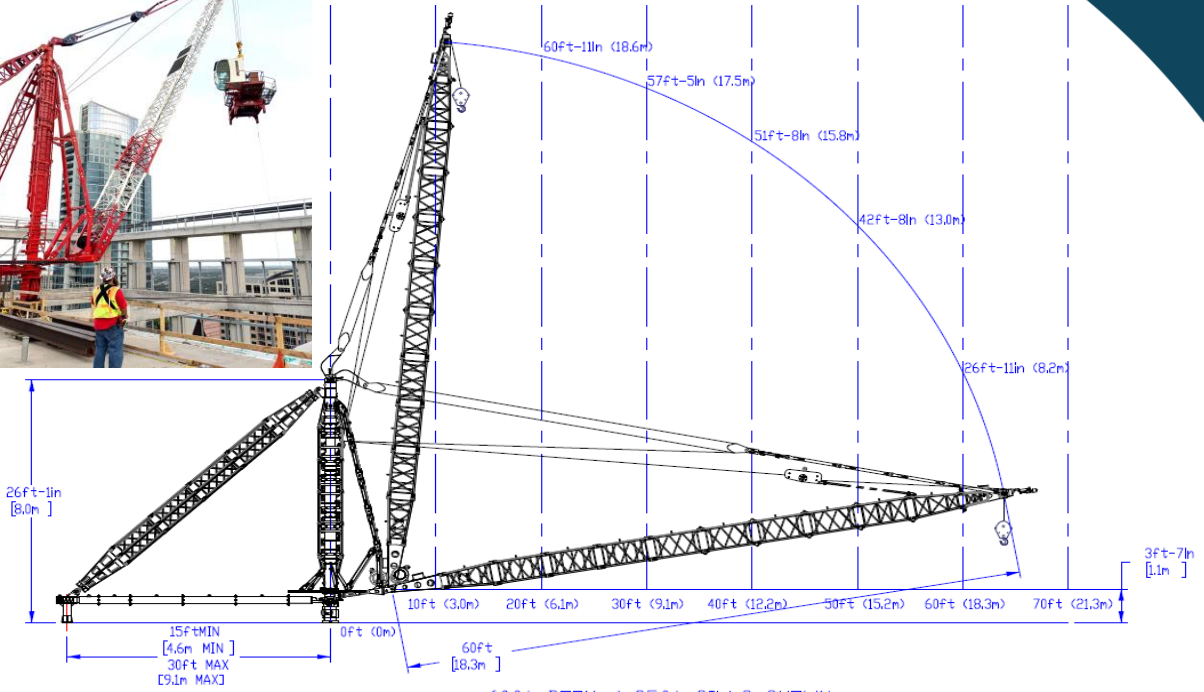 60ft-11in (18.6m)
57ft-5in (17.5m)
51ft-8in (15.8m)
42ft-8in (13.0m)
26ft-11in (8.2m)
26ft-1in
[8.0m ]
3ft-7in
[1.1m ]
10ft (3.0m) 20ft (6.1m) 30ft (9.1m) 40ft (12.2m) 50ft (15.2m) 60ft (18.3m) 70ft (21.3m)
0ft (0m)
15ftMIN
[4.6m MIN ]
30ft MAX
[9.1m MAX]
60ft
[18.3m ]